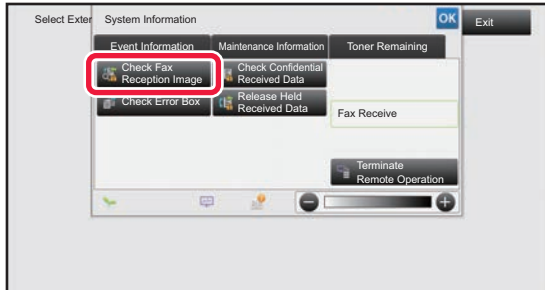 Select Exter
System Information
OK
Exit
Event Information
Maintenance Information
Toner Remaining
Check Fax
Reception Image
Check Confidential
Received Data
Check Error Box
Release Held
Received Data
Fax Receive
Terminate
Remote Operation